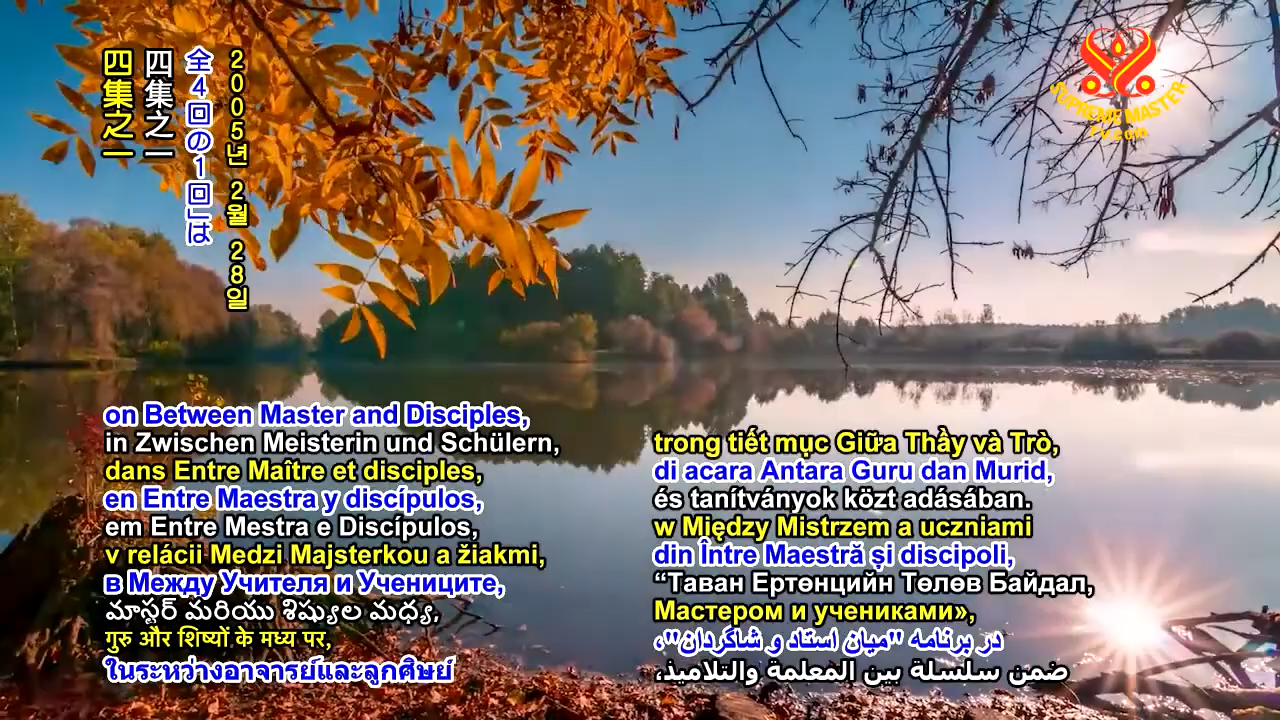 四集之一
四集之一
全4回の1回」は
2005년 2월 28일
SUPREME MASTER
TV.com
on Between Master and Disciples,
in Zwischen Meisterin und Schülern,
dans Entre Maître et disciples,
en Entre Maestra y discípulos,
em Entre Mestra e Discípulos,
v relácii Medzi Majsterkou a žiakmi,
в Между Учителя и Учениците,
మాస్టర్ మరియు శిష్యుల మధ్య,
गुरु और शिष्यों के मध्य पर,
ในระหว่างอาจารย์และลูกศิษย์
trong tiết mục Giữa Thầy và Trò,
di acara Antara Guru dan Murid,
és tanítványok közt adásában.
w Między Mistrzem a uczniami
din Între Maestră și discipoli,
“Таван Ертөнцийн Төлөв Байдал,
Мастером и учениками»,
در برنامه "میان استاد و شاگردان"،
ضمن سلسلة بين المعلمة والتلاميذ،